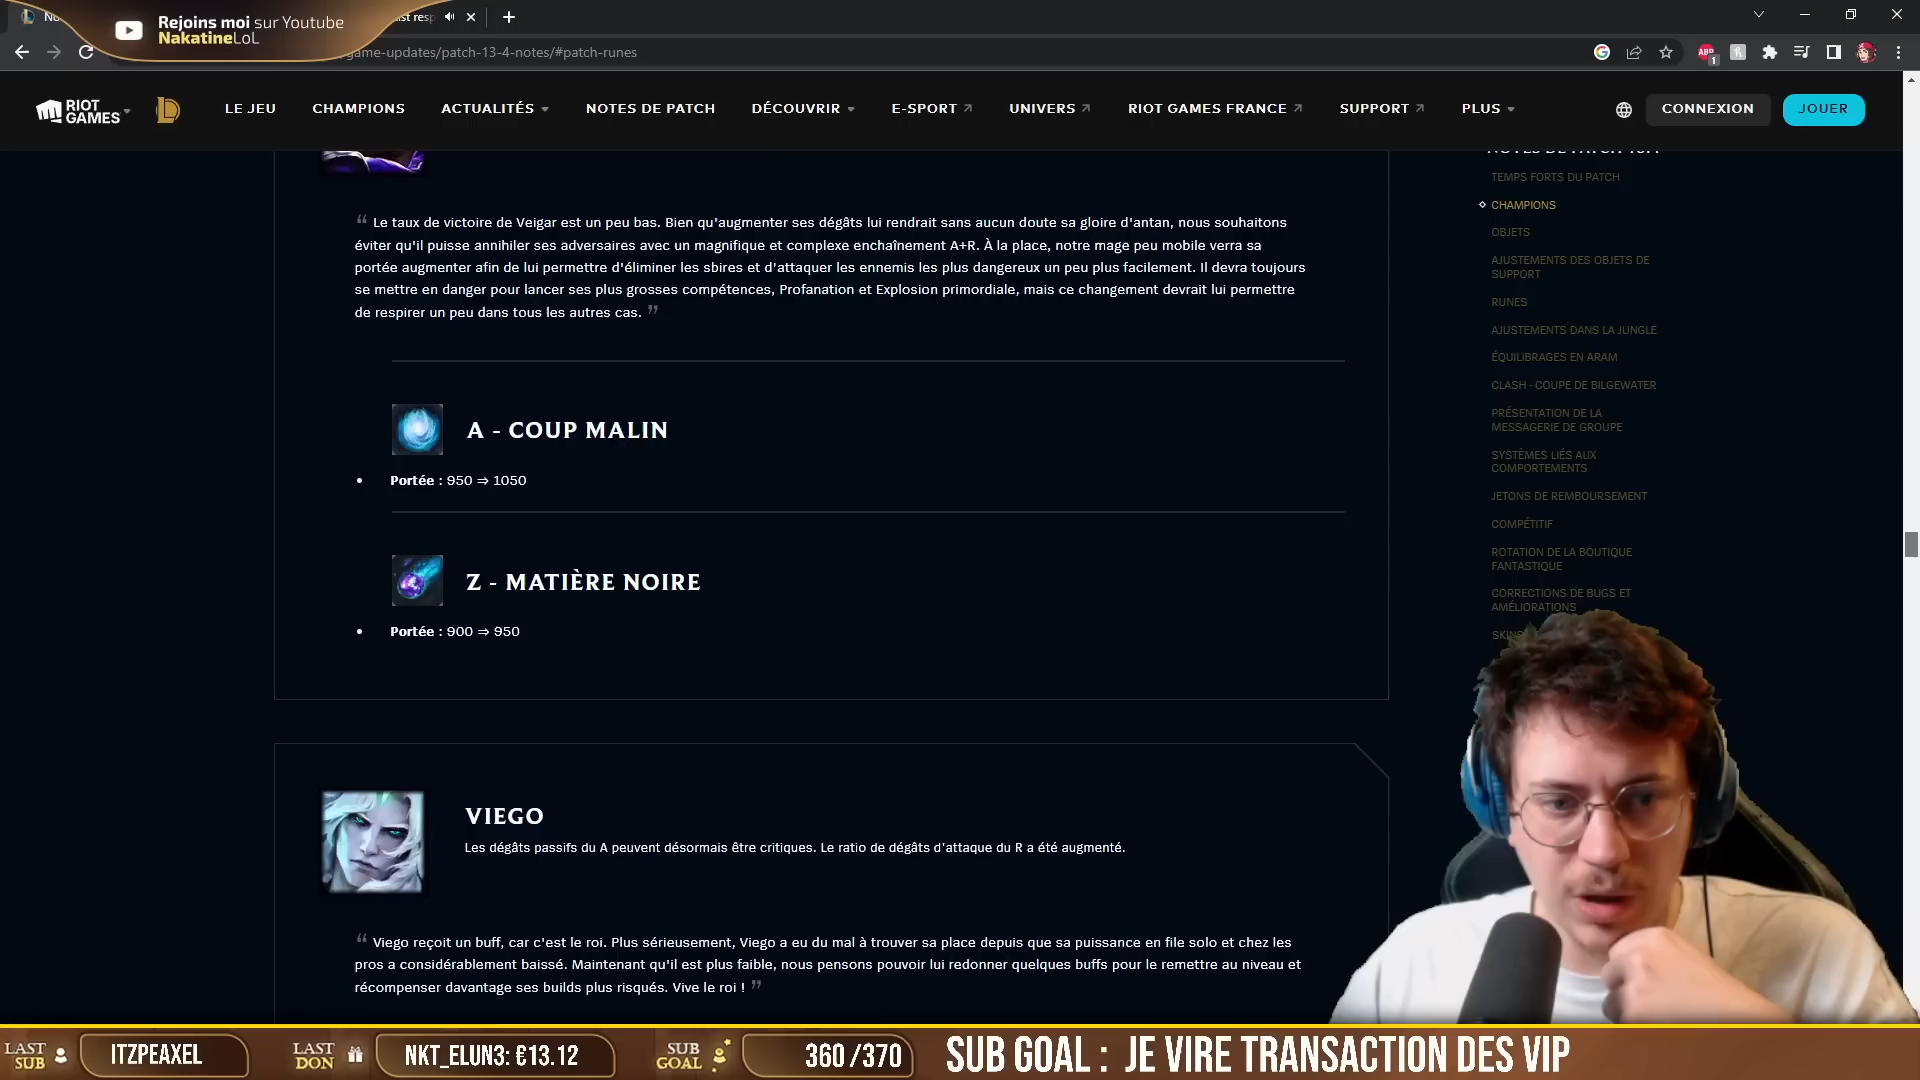 Rejoins moi sur Youtube
NakatineLoL
game-updates/patch-13-4-notes/#patch-runes
RIOT GAMES
LE JEU
CHAMPIONS
ACTUALITÉS
NOTES DE PATCH
DÉCOUVRIR
E-SPORT
UNIVERS
RIOT GAMES FRANCE
SUPPORT
PLUS
CONNEXION
JOUER
“ Le taux de victoire de Veigar est un peu bas. Bien qu'augmenter ses dégâts lui rendrait sans aucun doute sa gloire d'antan, nous souhaitons
éviter qu'il puisse annihiler ses adversaires avec un magnifique et complexe enchaînement A+R. À la place, notre mage peu mobile verra sa
portée augmenter afin de lui permettre d'éliminer les sbires et d'attaquer les ennemis les plus dangereux un peu plus facilement. Il devra toujours
se mettre en danger pour lancer ses plus grosses compétences, Profanation et Explosion primordiale, mais ce changement devrait lui permettre
de respirer un peu dans tous les autres cas. ”
A - COUP MALIN
• Portée : 950 ⇒ 1050
Z - MATIÈRE NOIRE
• Portée : 900 ⇒ 950
VIEGO
Les dégâts passifs du A peuvent désormais être critiques. Le ratio de dégâts d'attaque du R a été augmenté.
“ Viego reçoit un buff, car c'est le roi. Plus sérieusement, Viego a eu du mal à trouver sa place depuis que sa puissance en file solo et chez les
pros a considérablement baissé. Maintenant qu'il est plus faible, nous pensons pouvoir lui redonner quelques buffs pour le remettre au niveau et
récompenser davantage ses builds plus risqués. Vive le roi ! ”
TEMPS FORTS DU PATCH
CHAMPIONS
OBJETS
AJUSTEMENTS DES OBJETS DE
SUPPORT
RUNES
AJUSTEMENTS DANS LA JUNGLE
ÉQUILIBRAGES EN ARAM
CLASH - COUPE DE BILGEWATER
PRÉSENTATION DE LA
MESSAGERIE DE GROUPE
SYSTÈMES LIÉS AUX
COMPORTEMENTS
JETONS DE REMBOURSEMENT
COMPÉTITIF
ROTATION DE LA BOUTIQUE
FANTASTIQUE
CORRECTIONS DE BUGS ET
AMÉLIORATIONS
LAST SUB
ITZPEAXEL
LAST DON
NKT_ELUN3: €13.12
SUB GOAL
360 /370
SUB GOAL : JE VIRE TRANSACTION DES VIP